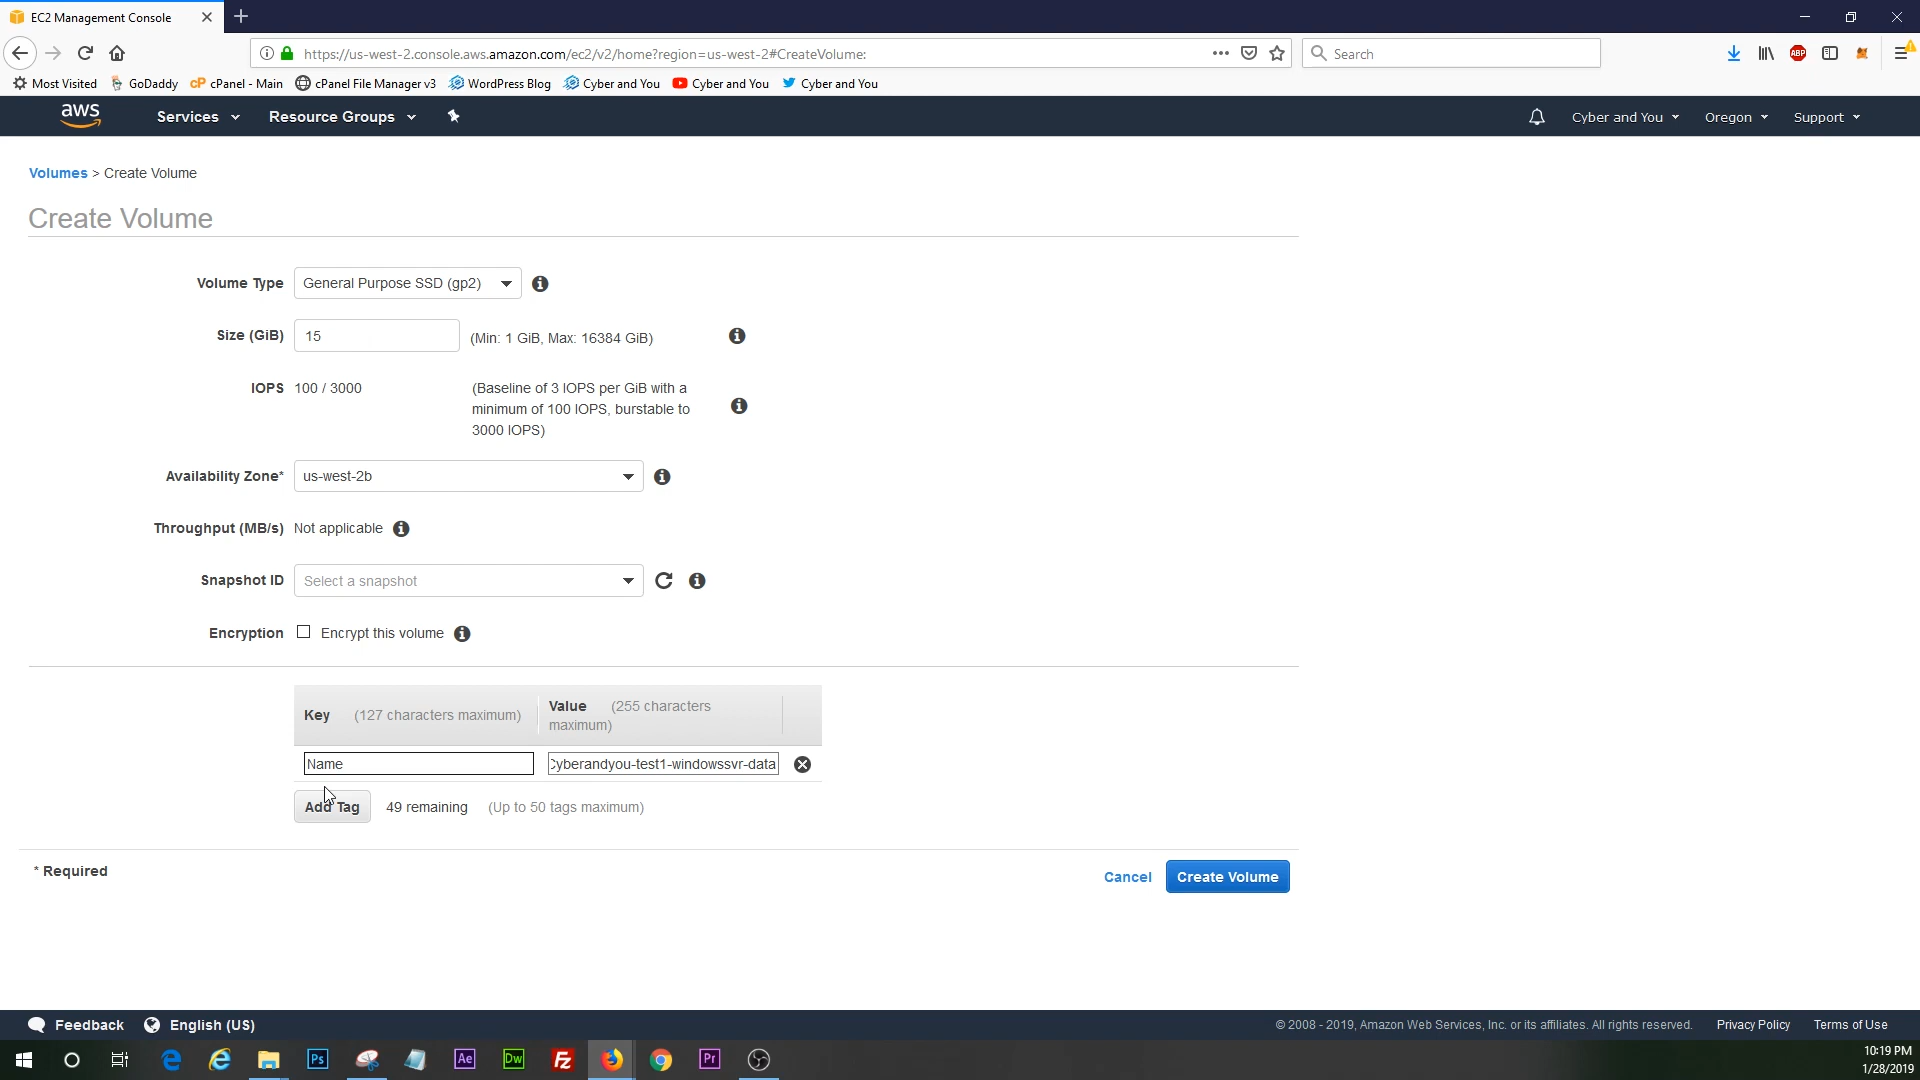 EC2 Management Console
https://us-west-2.console.aws.amazon.com/ec2/v2/home?region=us-west-2#CreateVolume:
Search
ABP
Most Visited
GoDaddy
cP cPanel - Main
cPanel File Manager v3
WordPress Blog
Cyber and You
Cyber and You
Cyber and You
aws
Services
Resource Groups
Cyber and You
Oregon
Support
Volumes > Create Volume
Create Volume
Volume Type General Purpose SSD (gp2)
Size (GiB) 15 (Min: 1 GiB, Max: 16384 GiB)
IOPS 100 / 3000 (Baseline of 3 IOPS per GiB with a
minimum of 100 IOPS, burstable to
3000 IOPS)
Availability Zone* us-west-2b
Throughput (MB/s) Not applicable
Snapshot ID Select a snapshot
Encryption Encrypt this volume
Key (127 characters maximum)
Value (255 characters
maximum)
Name
Cyberandyou-test1-windowssvr-data
Add Tag 49 remaining (Up to 50 tags maximum)
* Required
Cancel
Create Volume
Feedback
English (US)
© 2008 - 2019, Amazon Web Services, Inc. or its affiliates. All rights reserved.
Privacy Policy
Terms of Use
Ps
Ae
Dw
Fz
Pr
10:19 PM
1/28/2019